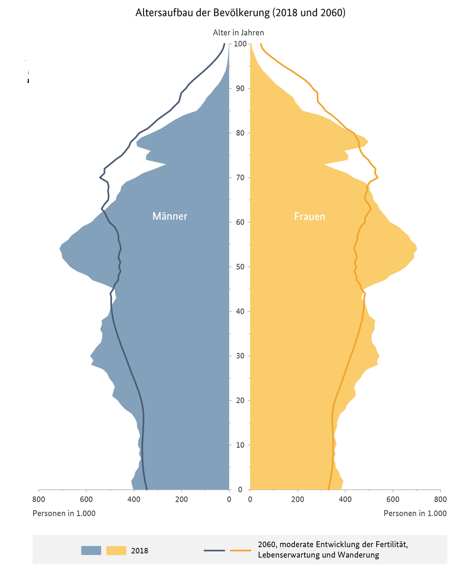 Altersaufbau der Bevölkerung (2018 und 2060)
Alter in Jahren
100
90
80
70
Männer
Frauen
60
50
40
30
20
10
800 600 400 200 0 0 0 200 400 600 800
Personen in 1.000
Personen in 1.000
2018
2060, moderate Entwicklung der Fertilität,
Lebenserwartung und Wanderung